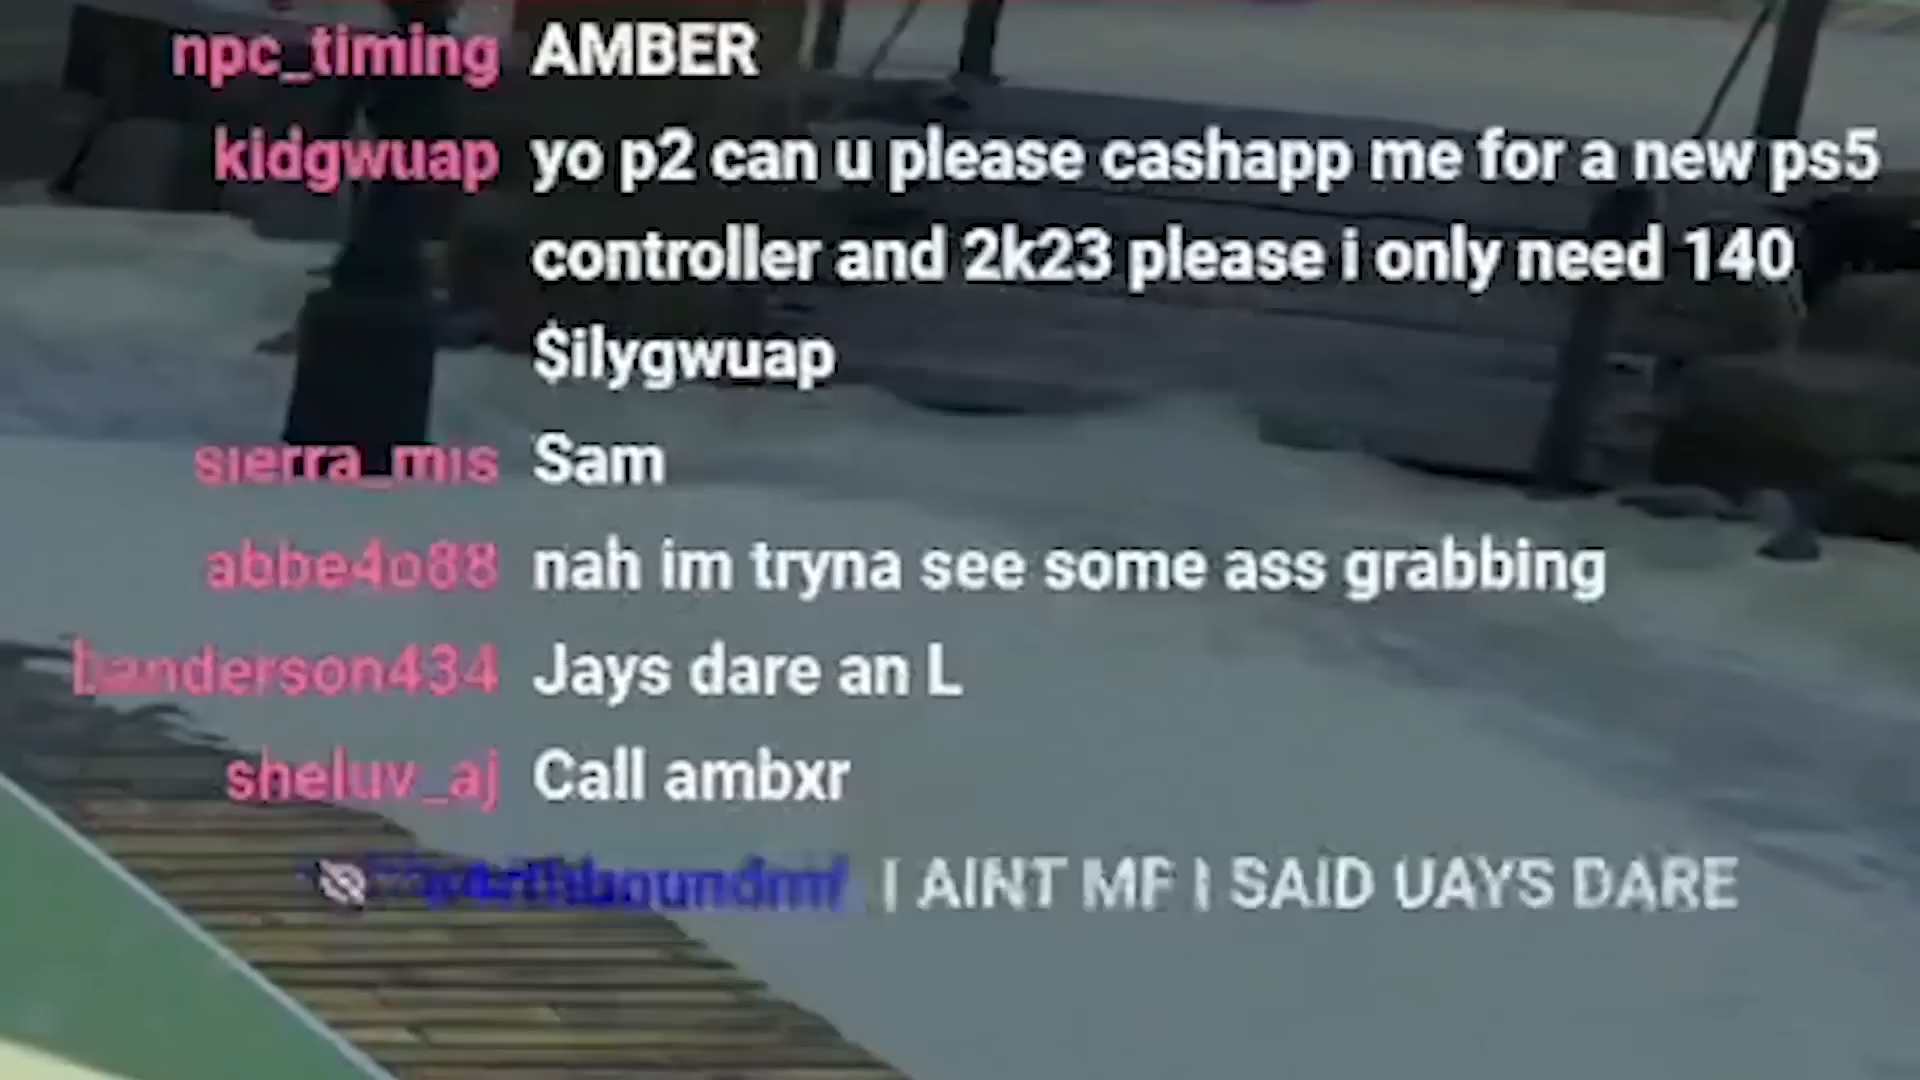 npc_timing AMBER
kidgwuap yo p2 can u please cashapp me for a new ps5
controller and 2k23 please i only need 140
$ilygwuap
sierra_mis Sam
abbe4o88 nah im tryna see some ass grabbing
banderson434 Jays dare an L
sheluv_aj Call ambxr
I AINT MF I SAID UAYS DARE